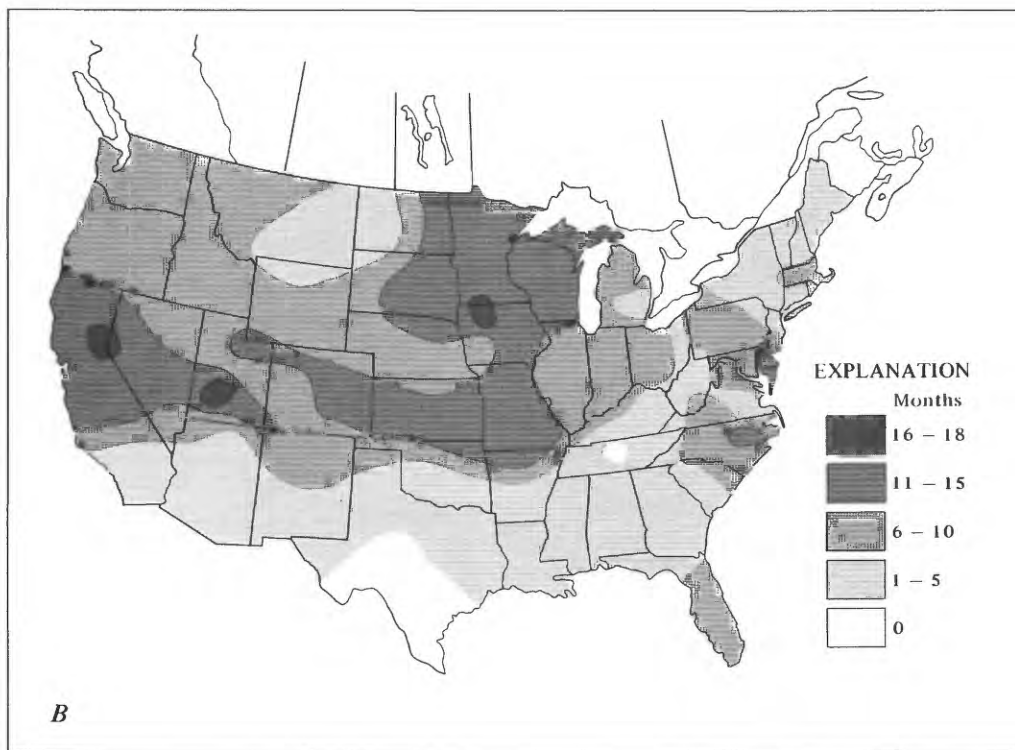 EXPLANATION
Months
16 – 18
11 – 15
6 – 10
1 – 5
0
B